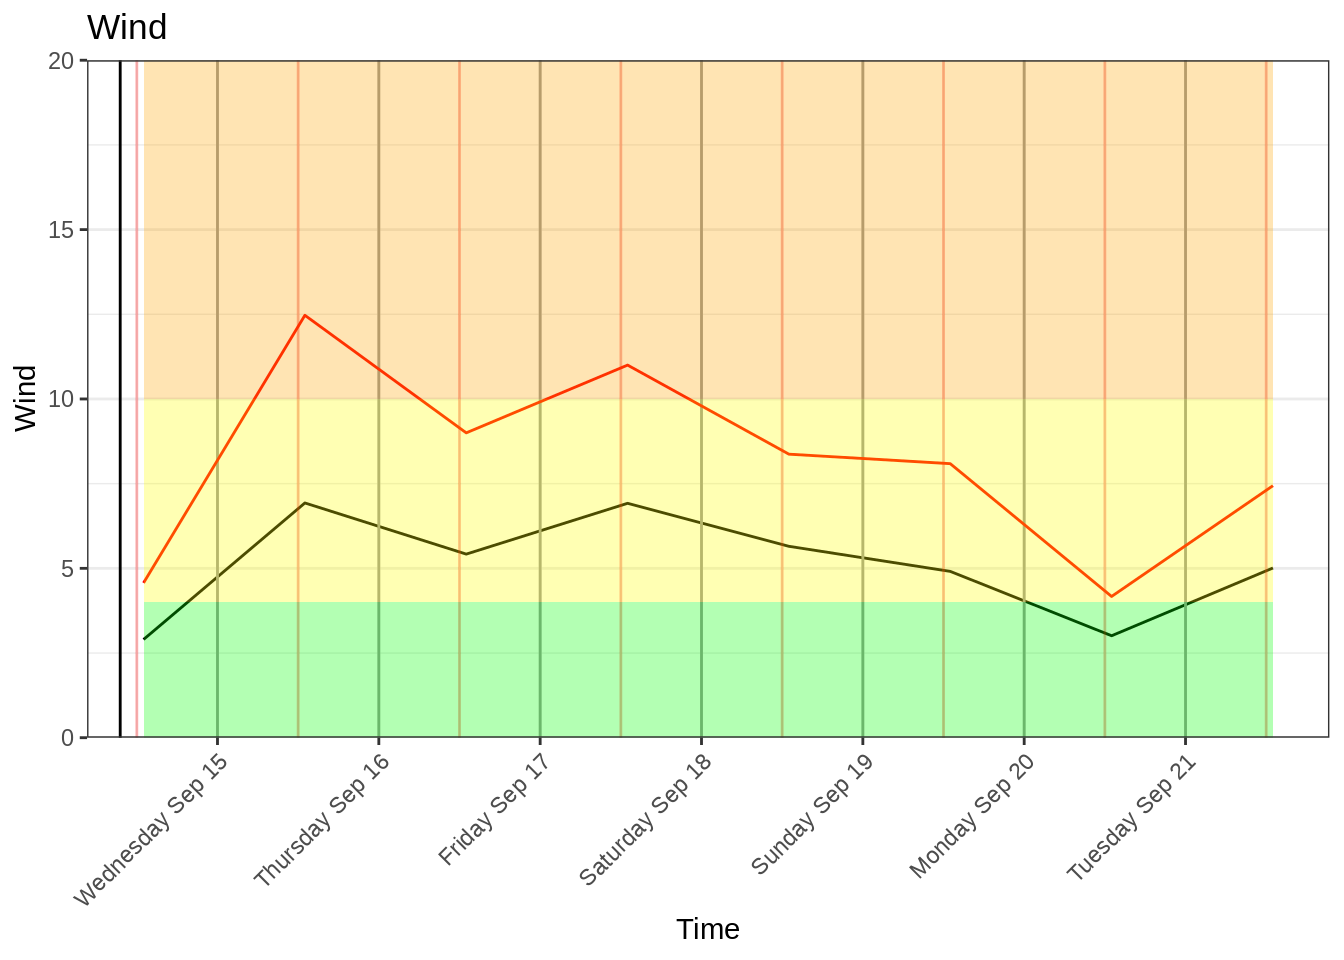 Wind
Wind
20
15
10
5
0
Wednesday Sep 15
Thursday Sep 16
Friday Sep 17
Saturday Sep 18
Sunday Sep 19
Monday Sep 20
Tuesday Sep 21
Time